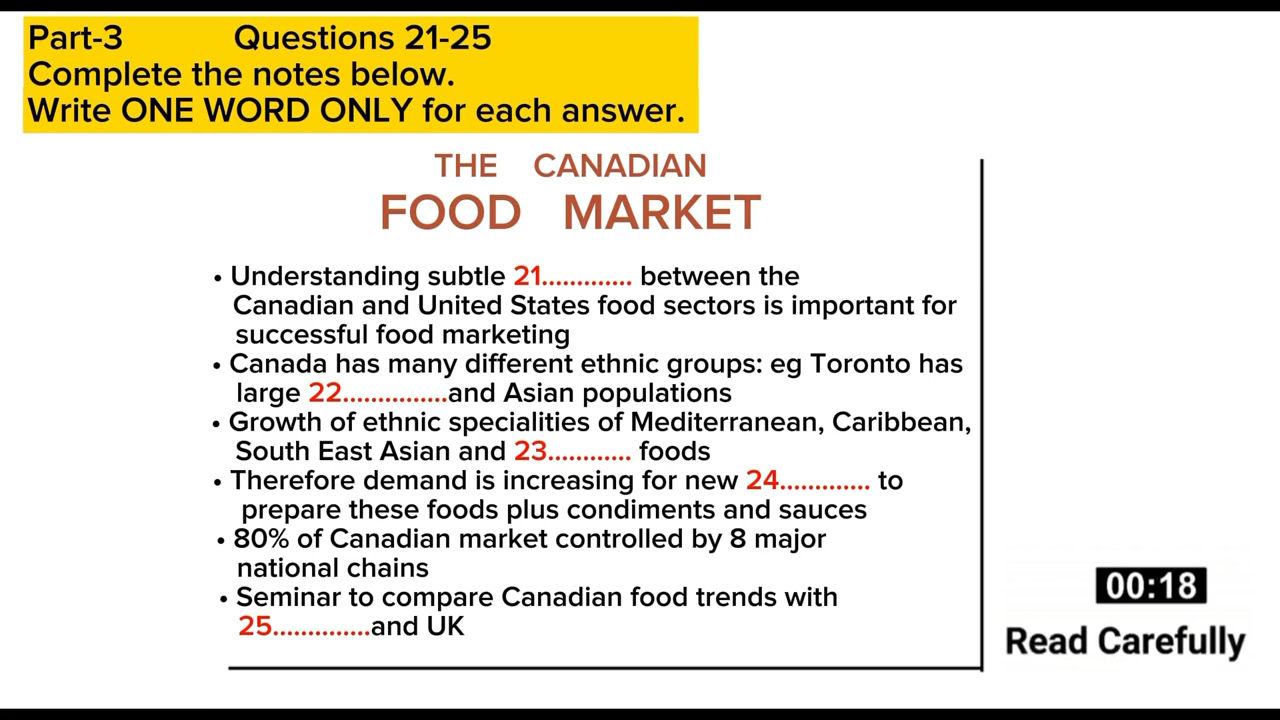 Part-3 Questions 21-25
Complete the notes below.
Write ONE WORD ONLY for each answer.
THE CANADIAN
FOOD MARKET
• Understanding subtle 21............. between the
Canadian and United States food sectors is important for
successful food marketing
• Canada has many different ethnic groups: eg Toronto has
large 22...............and Asian populations
• Growth of ethnic specialities of Mediterranean, Caribbean,
South East Asian and 23............ foods
• Therefore demand is increasing for new 24............. to
prepare these foods plus condiments and sauces
• 80% of Canadian market controlled by 8 major
national chains
• Seminar to compare Canadian food trends with
25..............and UK
00:18
Read Carefully